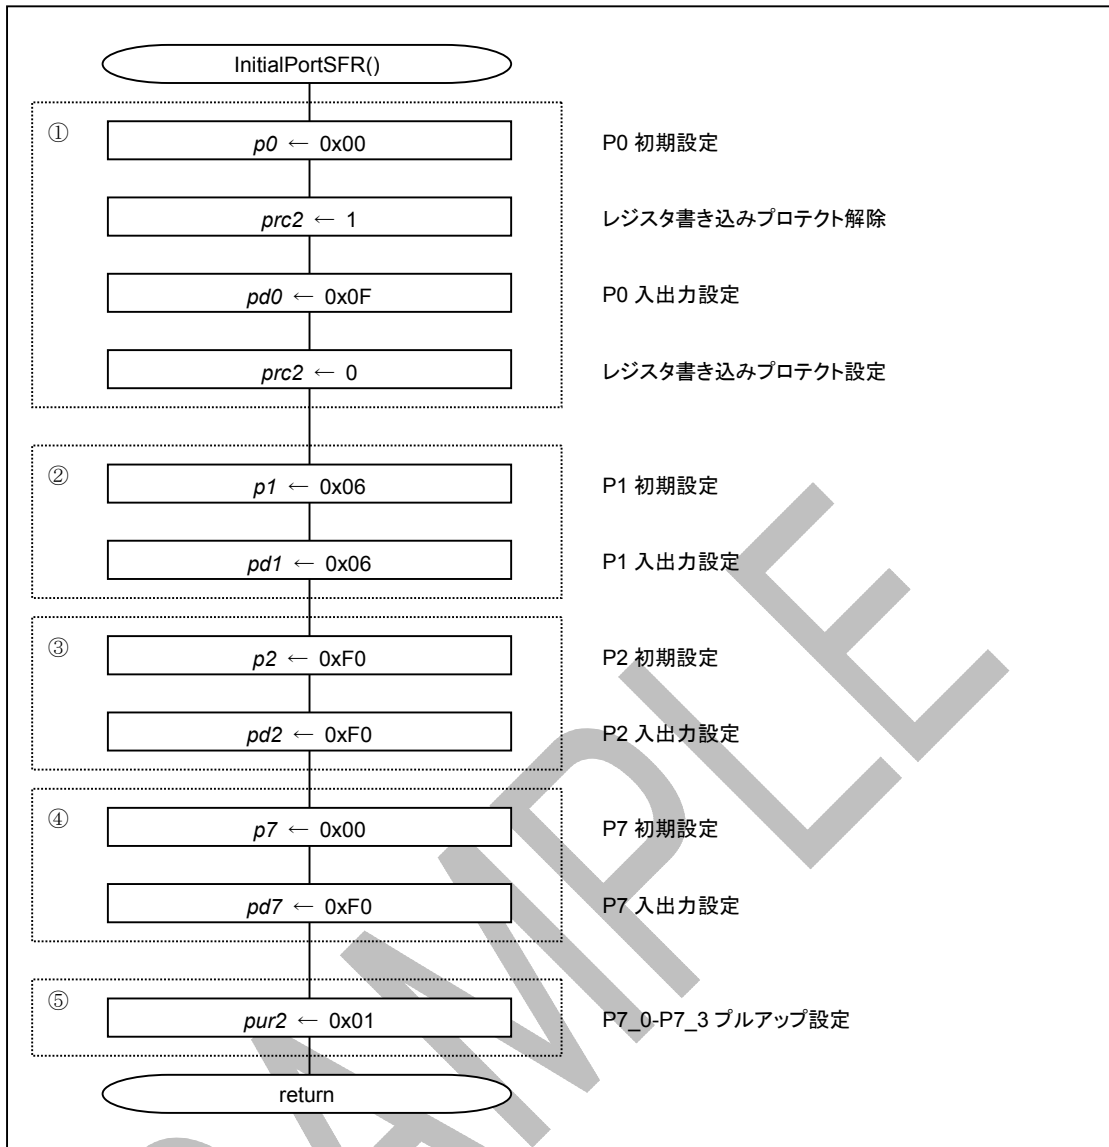 InitialPortSFR()
①
p0 ← 0x00 P0 初期設定
prc2 ← 1 レジスタ書き込みプロテクト解除
pd0 ← 0x0F P0 入出力設定
prc2 ← 0 レジスタ書き込みプロテクト設定
②
p1 ← 0x06 P1 初期設定
pd1 ← 0x06 P1 入出力設定
③
p2 ← 0xF0 P2 初期設定
pd2 ← 0xF0 P2 入出力設定
④
p7 ← 0x00 P7 初期設定
pd7 ← 0xF0 P7 入出力設定
⑤
pur2 ← 0x01 P7_0-P7_3 プルアップ設定
return
SAMPLE